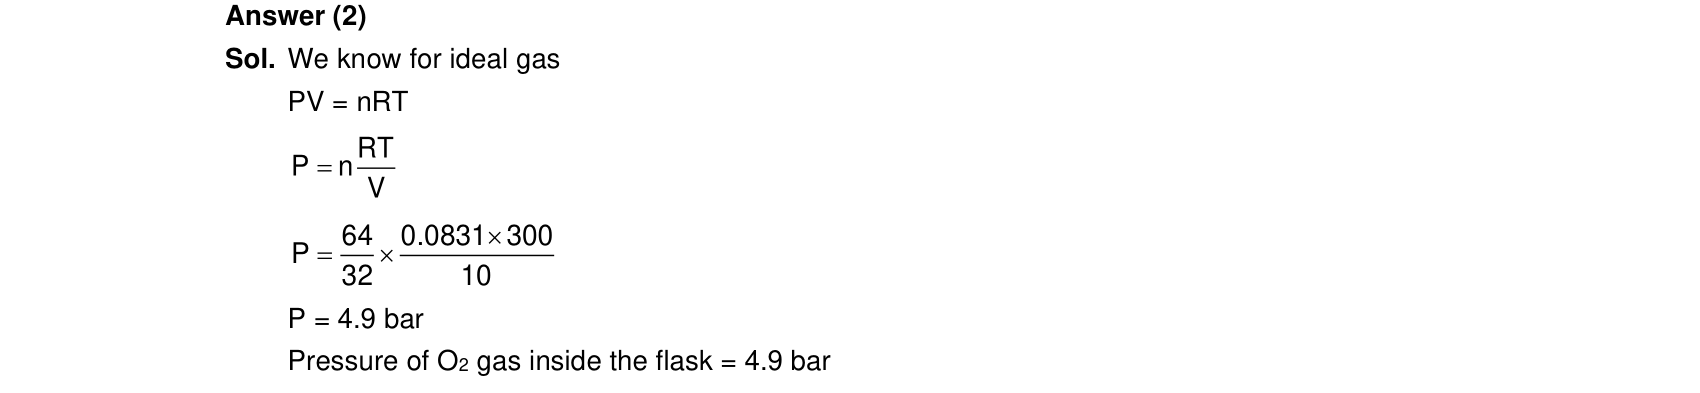 Answer (2)
Sol. We know for ideal gas
PV = nRT
P = n RT/V
P = 64/32 × 0.0831×300/10
P = 4.9 bar
Pressure of O₂ gas inside the flask = 4.9 bar